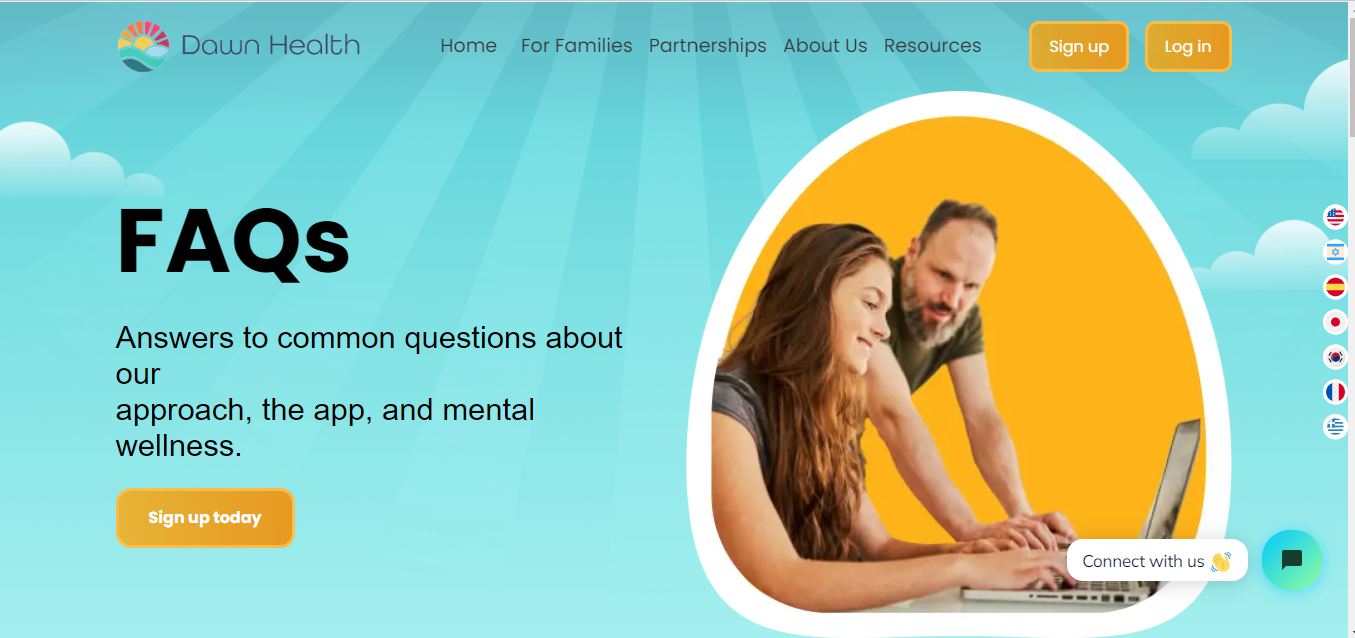 Dawn Health
Home For Families Partnerships About Us Resources Sign up Log in
FAQs
Answers to common questions about
our
approach, the app, and mental
wellness.
Sign up today
Connect with us 👋